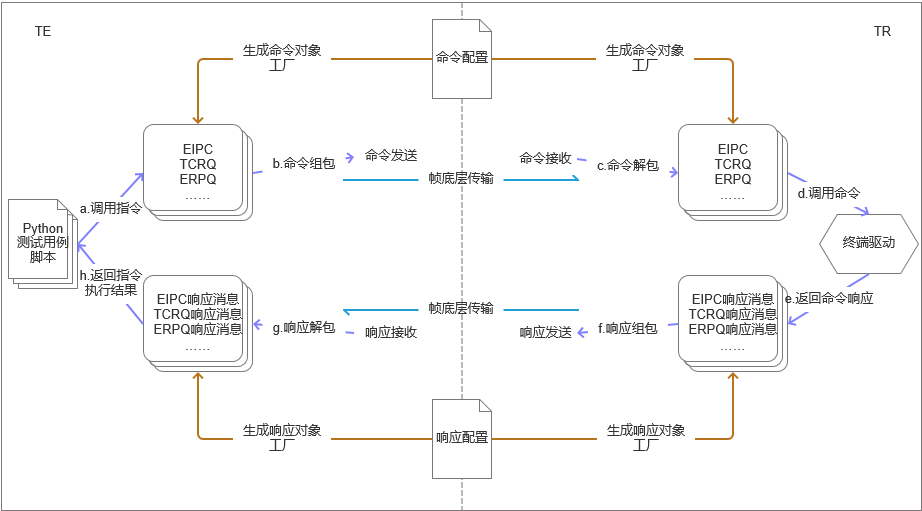 TE
TR
生成命令对象
工厂
命令配置
生成命令对象
工厂
EIPC
TCRQ
ERPQ
……
b.命令组包
命令发送
命令接收
c.命令解包
EIPC
TCRQ
ERPQ
……
帧底层传输
a.调用指令
d.调用命令
Python
测试用例
脚本
终端驱动
h.返回指令
执行结果
e.返回命令响应
EIPC响应消息
TCRQ响应消息
ERPQ响应消息
……
帧底层传输
g.响应解包
响应接收
响应发送
f.响应组包
EIPC响应消息
TCRQ响应消息
ERPQ响应消息
……
生成响应对象
工厂
响应配置
生成响应对象
工厂